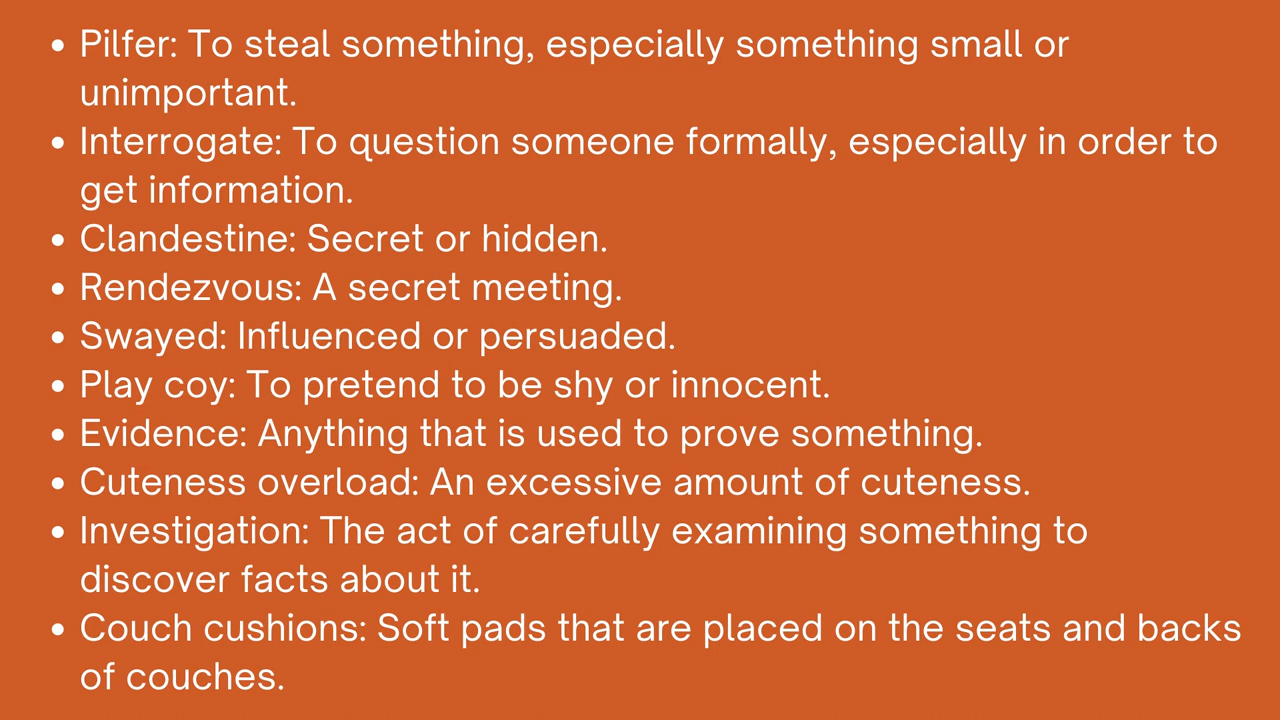 • Pilfer: To steal something, especially something small or
unimportant.
• Interrogate: To question someone formally, especially in order to
get information.
• Clandestine: Secret or hidden.
• Rendezvous: A secret meeting.
• Swayed: Influenced or persuaded.
• Play coy: To pretend to be shy or innocent.
• Evidence: Anything that is used to prove something.
• Cuteness overload: An excessive amount of cuteness.
• Investigation: The act of carefully examining something to
discover facts about it.
• Couch cushions: Soft pads that are placed on the seats and backs
of couches.